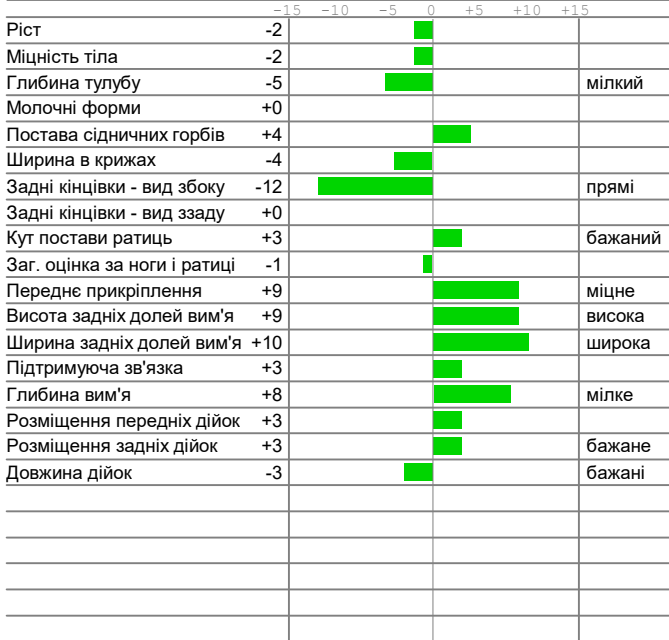 -15 -10 -5 0 +5 +10 +15
Ріст -2
Міцність тіла -2
Глибина тулубу -5 мілкий
Молочні форми +0
Постава сідничних горбів +4
Ширина в крижах -4
Задні кінцівки - вид збоку -12 прямі
Задні кінцівки - вид ззаду +0
Кут постави ратиць +3 бажаний
Заг. оцінка за ноги і ратиці -1
Переднє прикріплення +9 міцне
Висота задніх долей вим'я +9 висока
Ширина задніх долей вим'я +10 широка
Підтримуюча зв'язка +3
Глибина вим'я +8 мілке
Розміщення передніх дійок +3
Розміщення задніх дійок +3 бажане
Довжина дійок -3 бажані